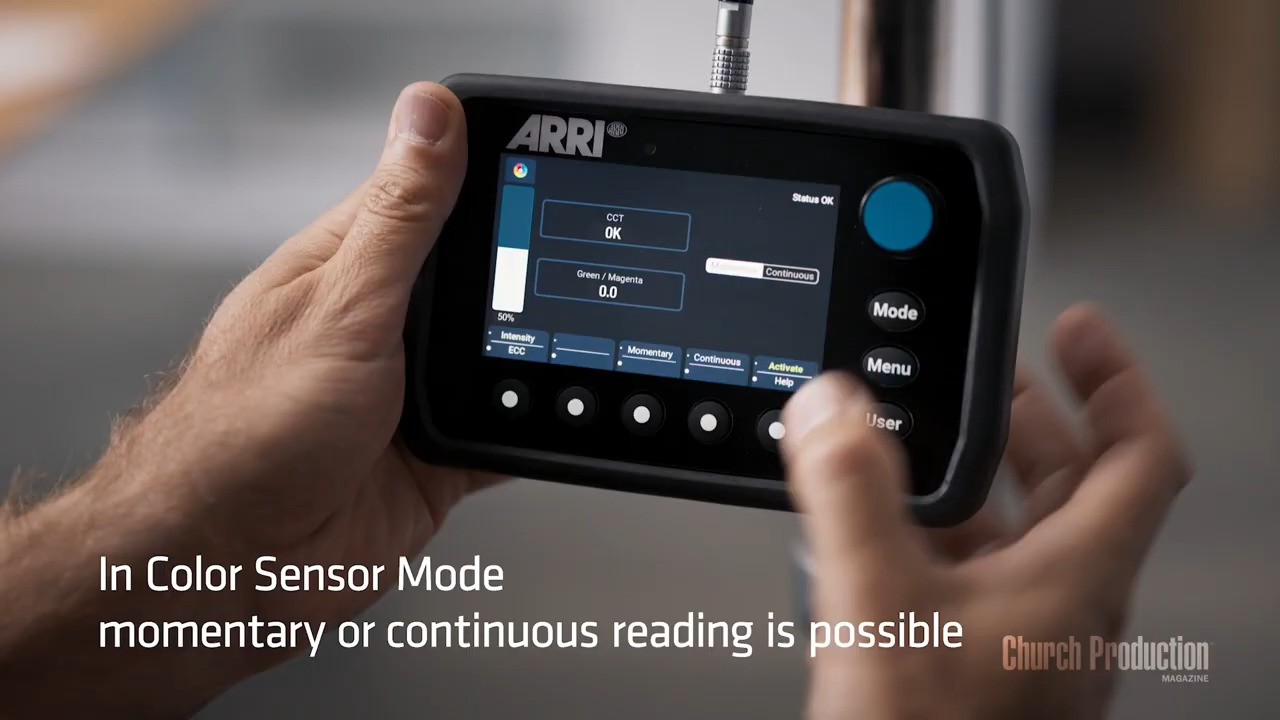 ARRI
Status OK
CCT
0K
Continuous
Green / Magenta
0.0
50%
Intensity
ECC
Momentary
Continuous
Activate
Help
Mode
Menu
User
In Color Sensor Mode
momentary or continuous reading is possible
Church Production
MAGAZINE